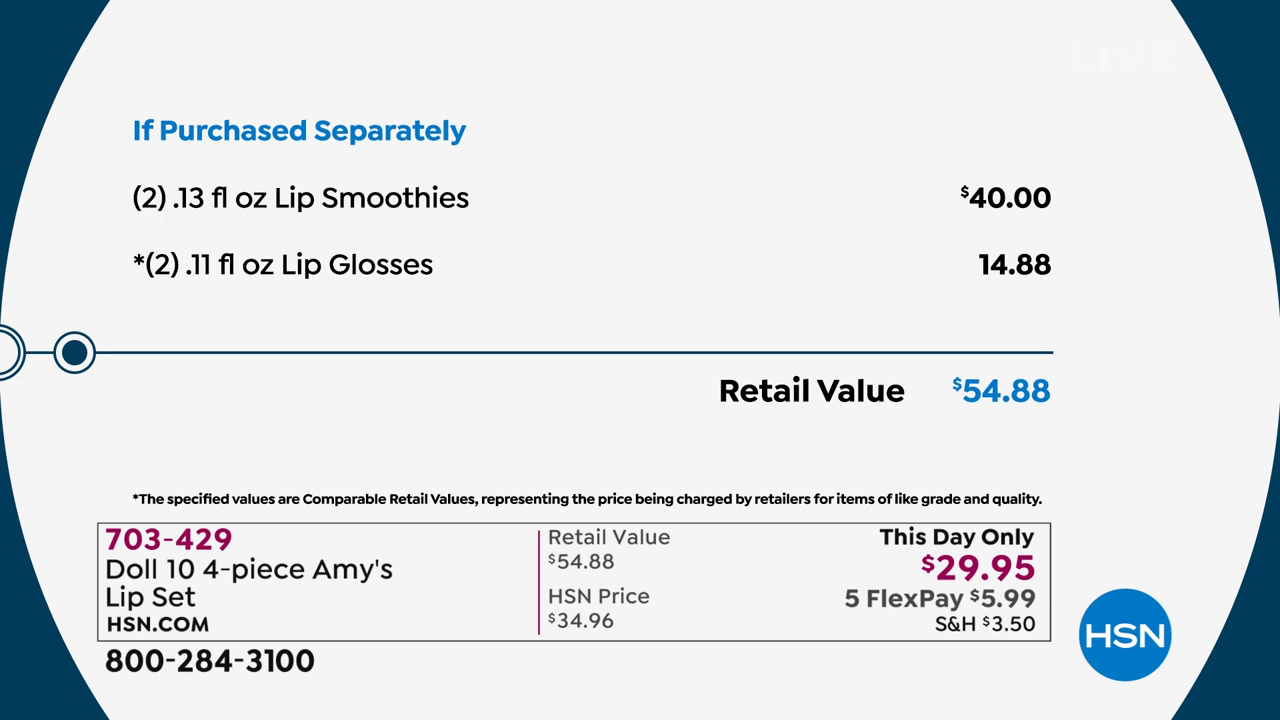 LIVE
If Purchased Separately
(2) .13 fl oz Lip Smoothies $40.00
*(2) .11 fl oz Lip Glosses 14.88
Retail Value $54.88
*The specified values are Comparable Retail Values, representing the price being charged by retailers for items of like grade and quality.
703-429
Doll 10 4-piece Amy's
Lip Set
HSN.COM
Retail Value
$54.88
HSN Price
$34.96
This Day Only
$29.95
5 FlexPay $5.99
S&H $3.50
800-284-3100
HSN